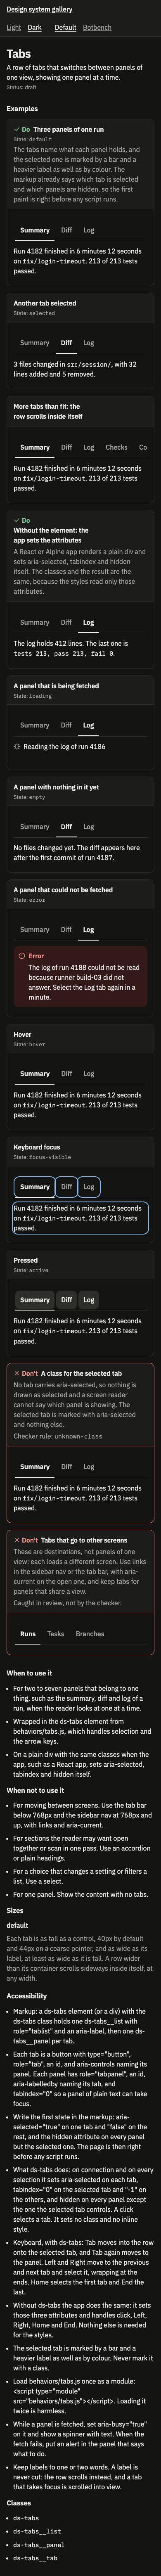 Design system gallery
Light Dark Default Botbench
Tabs
A row of tabs that switches between panels of
one view, showing one panel at a time.
Status: draft
Examples
✓ Do Three panels of one run
State: default
The tabs name what each panel holds, and
the selected one is marked by a bar and a
heavier label as well as by a colour. The
markup already says which tab is selected
and which panels are hidden, so the first
paint is right before any script runs.
Summary Diff Log
Run 4182 finished in 6 minutes 12 seconds
on fix/login-timeout. 213 of 213 tests
passed.
Another tab selected
State: selected
Summary Diff Log
3 files changed in src/session/, with 32
lines added and 5 removed.
More tabs than fit: the
row scrolls inside itself
Summary Diff Log Checks Co
Run 4182 finished in 6 minutes 12 seconds
on fix/login-timeout. 213 of 213 tests
passed.
✓ Do
Without the element: the
app sets the attributes
A React or Alpine app renders a plain div and
sets aria-selected, tabindex and hidden
itself. The classes and the result are the
same, because the styles read only those
attributes.
Summary Diff Log
The log holds 412 lines. The last one is
tests 213, pass 213, fail 0.
A panel that is being fetched
State: loading
Summary Diff Log
Reading the log of run 4186
A panel with nothing in it yet
State: empty
Summary Diff Log
No files changed yet. The diff appears here
after the first commit of run 4187.
A panel that could not be fetched
State: error
Summary Diff Log
Error
The log of run 4188 could not be read
because runner build-03 did not
answer. Select the Log tab again in a
minute.
Hover
State: hover
Summary Diff Log
Run 4182 finished in 6 minutes 12 seconds
on fix/login-timeout. 213 of 213 tests
passed.
Keyboard focus
State: focus-visible
Summary Diff Log
Run 4182 finished in 6 minutes 12 seconds
on fix/login-timeout. 213 of 213 tests
passed.
Pressed
State: active
Summary Diff Log
Run 4182 finished in 6 minutes 12 seconds
on fix/login-timeout. 213 of 213 tests
passed.
✕ Don't A class for the selected tab
No tab carries aria-selected, so nothing is
drawn as selected and a screen reader
cannot say which panel is showing. The
selected tab is marked with aria-selected
and nothing else.
Checker rule: unknown-class
Summary Diff Log
Run 4182 finished in 6 minutes 12 seconds
on fix/login-timeout. 213 of 213 tests
passed.
✕ Don't Tabs that go to other screens
These are destinations, not panels of one
view: each loads a different screen. Use links
in the sidebar nav or the tab bar, with aria-
current on the open one, and keep tabs for
panels that share a view.
Caught in review, not by the checker.
Runs Tasks Branches
When to use it
• For two to seven panels that belong to one
thing, such as the summary, diff and log of a
run, when the reader looks at one at a time.
• Wrapped in the ds-tabs element from
behaviors/tabs.js, which handles selection and
the arrow keys.
• On a plain div with the same classes when the
app, such as a React app, sets aria-selected,
tabindex and hidden itself.
When not to use it
• For moving between screens. Use the tab bar
below 768px and the sidebar nav at 768px and
up, with links and aria-current.
• For sections the reader may want open
together or scan in one pass. Use an accordion
or plain headings.
• For a choice that changes a setting or filters a
list. Use a select.
• For one panel. Show the content with no tabs.
Sizes
default
Each tab is as tall as a control, 40px by default
and 44px on a coarse pointer, and as wide as its
label, at least as wide as it is tall. A row wider
than its container scrolls sideways inside itself, at
any width.
Accessibility
• Markup: a ds-tabs element (or a div) with the
ds-tabs class holds one ds-tabs__list with
role="tablist" and an aria-label, then one ds-
tabs__panel per tab.
• Each tab is a button with type="button",
role="tab", an id, and aria-controls naming its
panel. Each panel has role="tabpanel", an id,
aria-labelledby naming its tab, and
tabindex="0" so a panel of plain text can take
focus.
• Write the first state in the markup: aria-
selected="true" on one tab and "false" on the
rest, and the hidden attribute on every panel
but the selected one. The page is then right
before any script runs.
• What ds-tabs does: on connection and on every
selection it sets aria-selected on each tab,
tabindex="0" on the selected tab and "-1" on
the others, and hidden on every panel except
the one the selected tab controls. A click
selects a tab. It sets no class and no inline
style.
• Keyboard, with ds-tabs: Tab moves into the row
onto the selected tab, and Tab again moves to
the panel. Left and Right move to the previous
and next tab and select it, wrapping at the
ends. Home selects the first tab and End the
last.
• Without ds-tabs the app does the same: it sets
those three attributes and handles click, Left,
Right, Home and End. Nothing else is needed
for the styles.
• The selected tab is marked by a bar and a
heavier label as well as by colour. Never mark it
with a class.
• Load behaviors/tabs.js once as a module:
<script type="module"
src="behaviors/tabs.js"></script>. Loading it
twice is harmless.
• While a panel is fetched, set aria-busy="true"
on it and show a spinner with text. When the
fetch fails, put an alert in the panel that says
what to do.
• Keep labels to one or two words. A label is
never cut: the row scrolls instead, and a tab
that takes focus is scrolled into view.
Classes
• ds-tabs
• ds-tabs__list
• ds-tabs__panel
• ds-tabs__tab